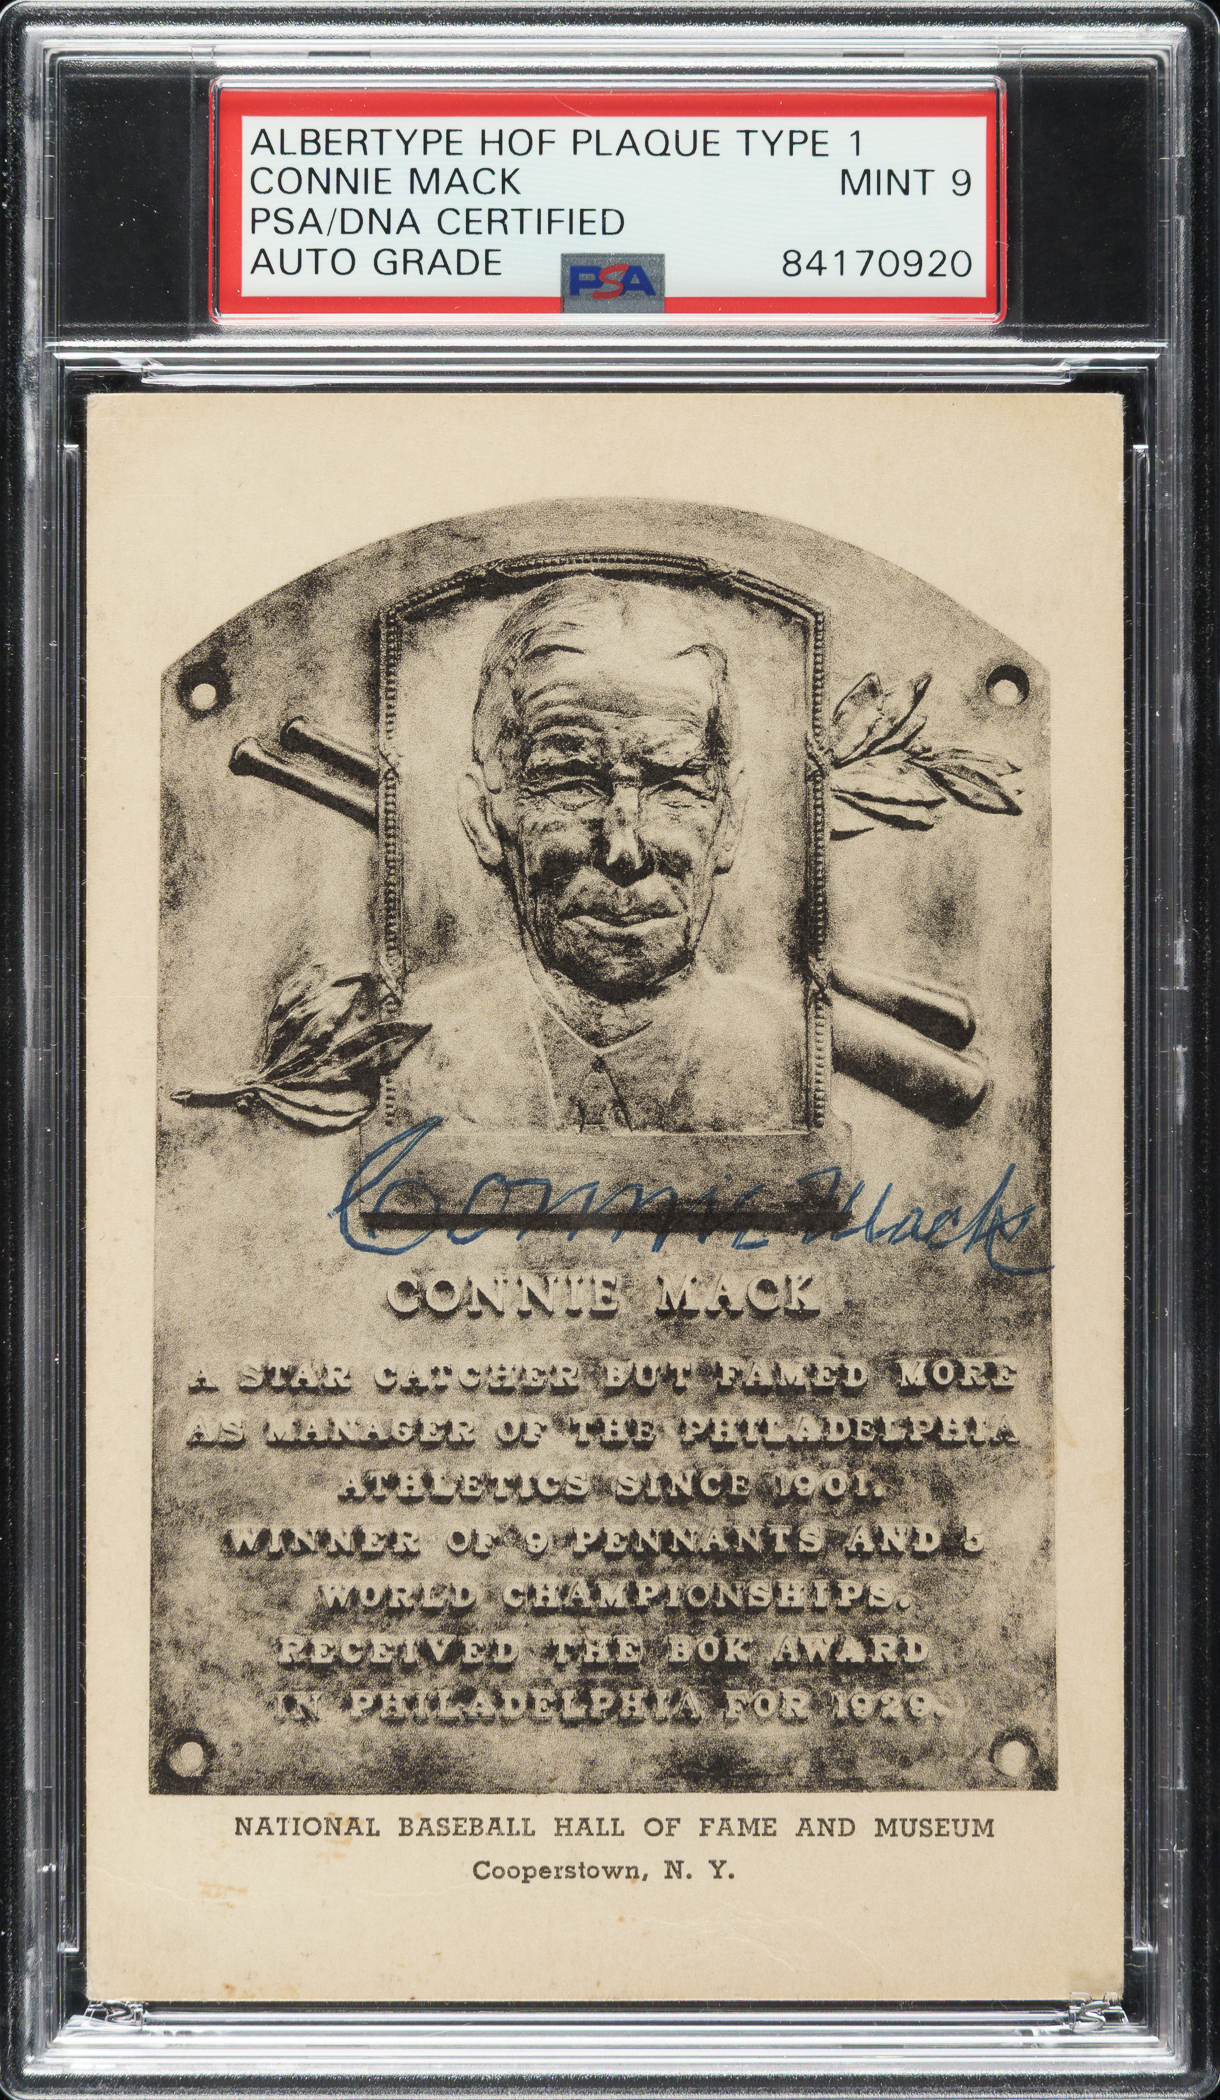 ALBERTYPE HOF PLAQUE TYPE 1
CONNIE MACK MINT 9
PSA/DNA CERTIFIED
AUTO GRADE 84170920
PSA
Connie Mack
CONNIE MACK
A STAR CATCHER BUT FAMED MORE
AS MANAGER OF THE PHILADELPHIA
ATHLETICS SINCE 1901.
WINNER OF 9 PENNANTS AND 5
WORLD CHAMPIONSHIPS.
RECEIVED THE BOK AWARD
IN PHILADELPHIA FOR 1929.
NATIONAL BASEBALL HALL OF FAME AND MUSEUM
Cooperstown, N. Y.